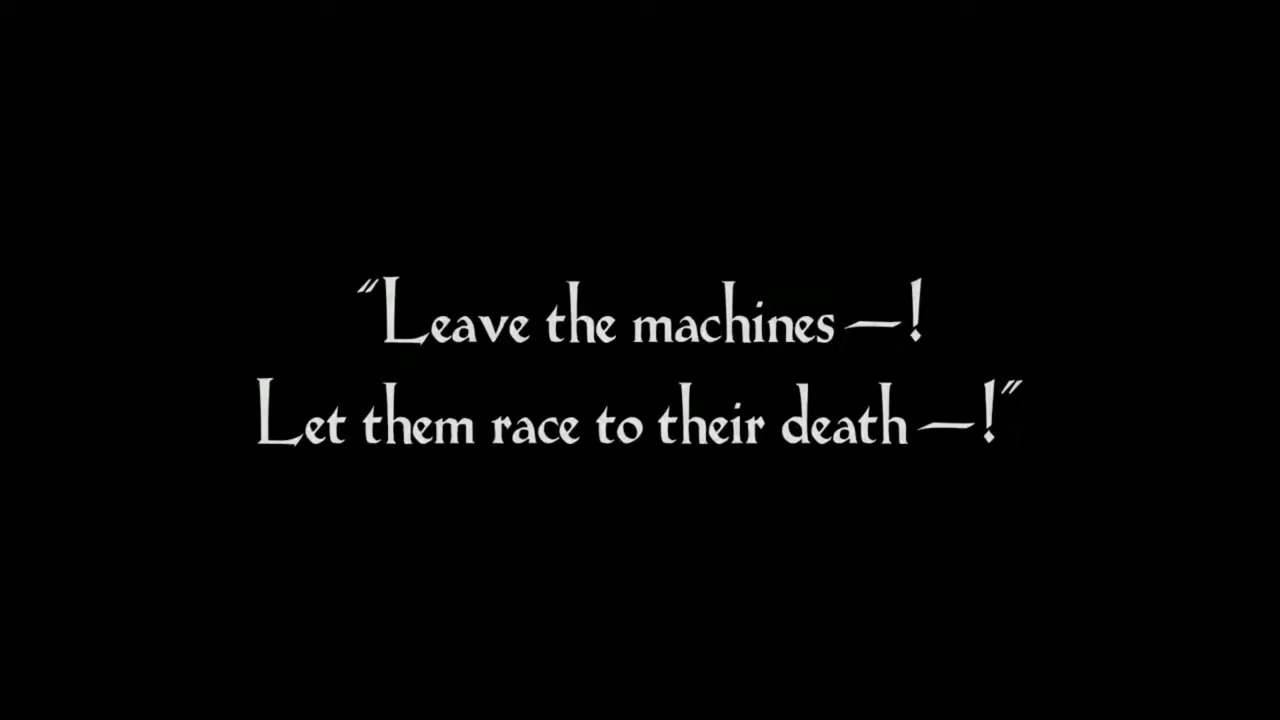 "Leave the machines —!
Let them race to their death —!"